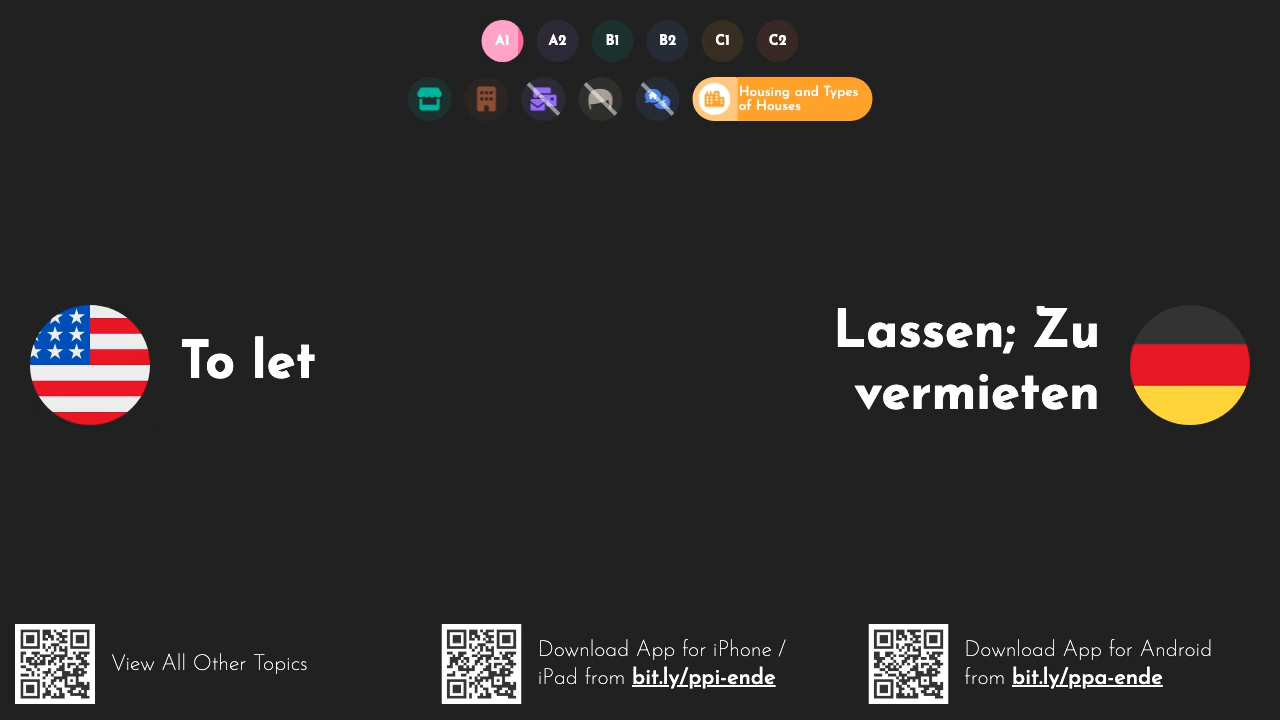 A1 A2 B1 B2 C1 C2
Housing and Types
of Houses
To let
Lassen; Zu
vermieten
View All Other Topics
Download App for iPhone /
iPad from bit.ly/ppi-ende
Download App for Android
from bit.ly/ppa-ende